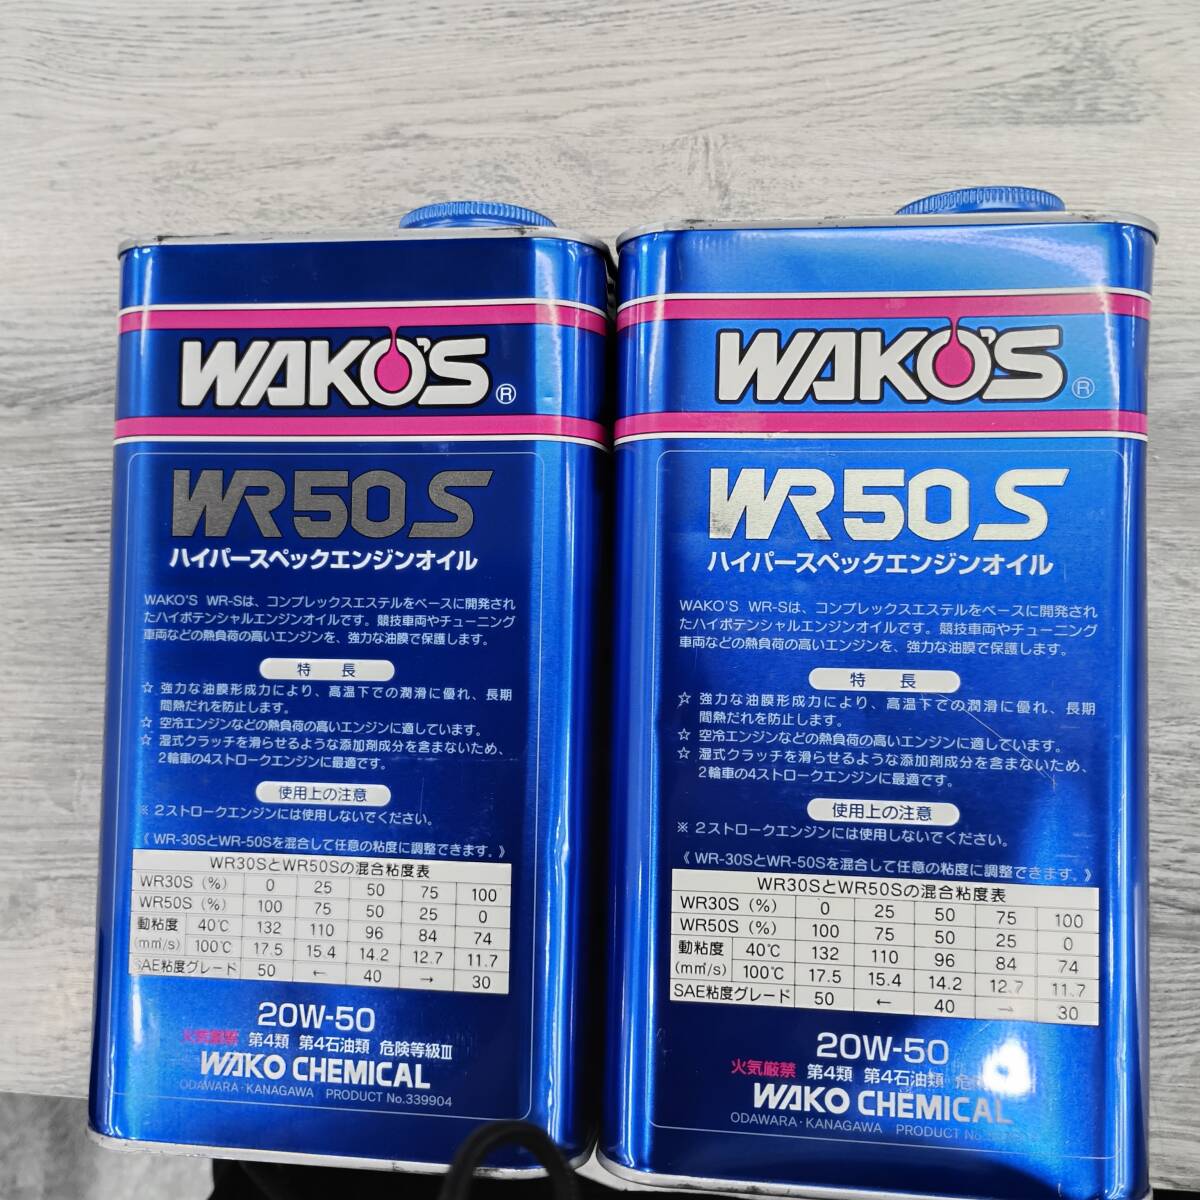 WAKO'S ®
WR50S
ハイパースペックエンジンオイル
WAKO'S WR-Sは、コンプレックスエステルをベースに開発され
たハイポテンシャルエンジンオイルです。競技車両やチューニング
車両などの熱負荷の高いエンジンを、強力な油膜で保護します。
特 長
☆ 強力な油膜形成力により、高温下での潤滑に優れ、長期
間熱だれを防止します。
☆ 空冷エンジンなどの熱負荷の高いエンジンに適しています。
☆ 湿式クラッチを滑らせるような添加剤成分を含まないため、
2輪車の4ストロークエンジンに最適です。
使用上の注意
※ 2ストロークエンジンには使用しないでください。
《 WR-30SとWR-50Sを混合して任意の粘度に調整できます。》
WR30SとWR50Sの混合粘度表
WR30S (%) 0 25 50 75 100
WR50S (%) 100 75 50 25 0
動粘度 40℃ 132 110 96 84 74
(mm²/s) 100℃ 17.5 15.4 14.2 12.7 11.7
SAE粘度グレード 50 ← 40 → 30
20W-50
火気厳禁 第4類 第4石油類 危険等級Ⅲ
WAKO CHEMICAL
ODAWARA・KANAGAWA PRODUCT No.339904
WAKO'S ®
WR50S
ハイパースペックエンジンオイル
WAKO'S WR-Sは、コンプレックスエステルをベースに開発され
たハイポテンシャルエンジンオイルです。競技車両やチューニング
車両などの熱負荷の高いエンジンを、強力な油膜で保護します。
特 長
☆ 強力な油膜形成力により、高温下での潤滑に優れ、長期
間熱だれを防止します。
☆ 空冷エンジンなどの熱負荷の高いエンジンに適しています。
☆ 湿式クラッチを滑らせるような添加剤成分を含まないため、
2輪車の4ストロークエンジンに最適です。
使用上の注意
※ 2ストロークエンジンには使用しないでください。
《 WR-30SとWR-50Sを混合して任意の粘度に調整できます。》
WR30SとWR50Sの混合粘度表
WR30S (%) 0 25 50 75 100
WR50S (%) 100 75 50 25 0
動粘度 40℃ 132 110 96 84 74
(mm²/s) 100℃ 17.5 15.4 14.2 12.7 11.7
SAE粘度グレード 50 ← 40 → 30
20W-50
火気厳禁 第4類 第4石油類
WAKO CHEMICAL
ODAWARA・KANAGAWA PRODUCT